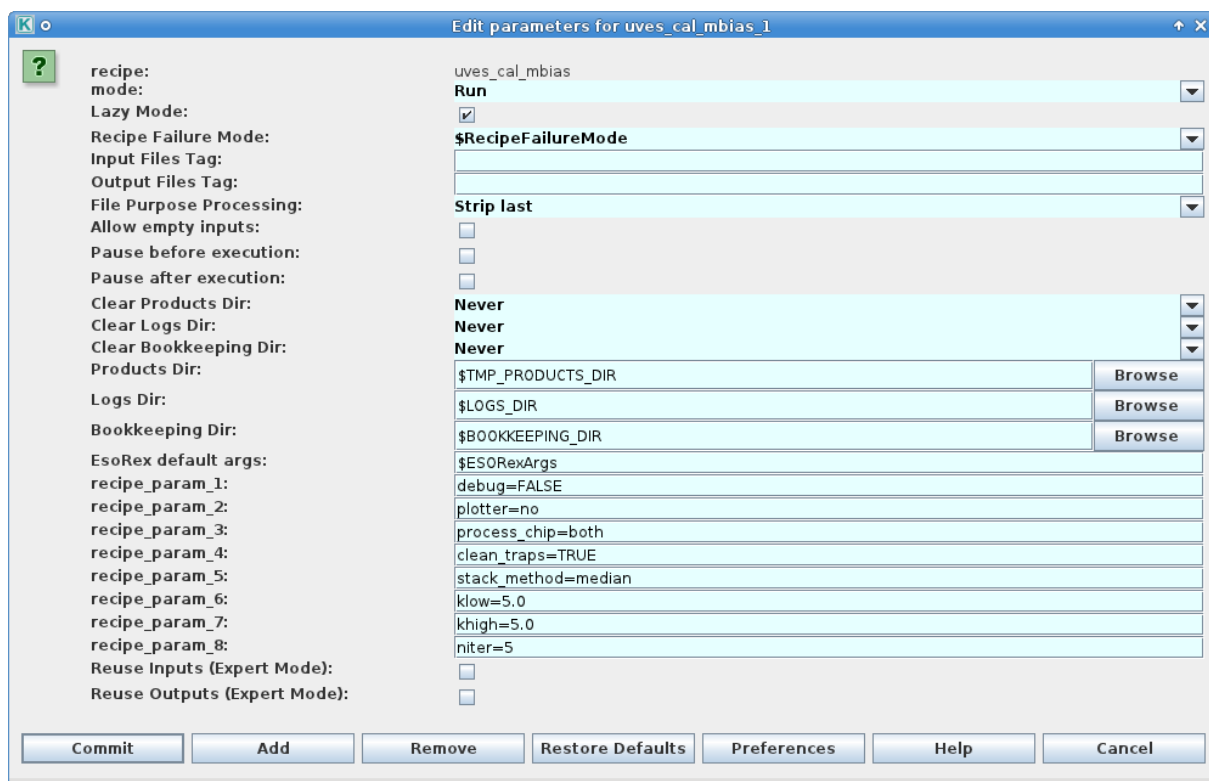 Edit parameters for uves_cal_mbias_1
?
recipe: uves_cal_mbias
mode: Run
Lazy Mode:
Recipe Failure Mode: $RecipeFailureMode
Input Files Tag:
Output Files Tag:
File Purpose Processing: Strip last
Allow empty inputs:
Pause before execution:
Pause after execution:
Clear Products Dir: Never
Clear Logs Dir: Never
Clear Bookkeeping Dir: Never
Products Dir: $TMP_PRODUCTS_DIR Browse
Logs Dir: $LOGS_DIR Browse
Bookkeeping Dir: $BOOKKEEPING_DIR Browse
EsoRex default args: $ESORexArgs
recipe_param_1: debug=FALSE
recipe_param_2: plotter=no
recipe_param_3: process_chip=both
recipe_param_4: clean_traps=TRUE
recipe_param_5: stack_method=median
recipe_param_6: klow=5.0
recipe_param_7: khigh=5.0
recipe_param_8: niter=5
Reuse Inputs (Expert Mode):
Reuse Outputs (Expert Mode):
Commit Add Remove Restore Defaults Preferences Help Cancel